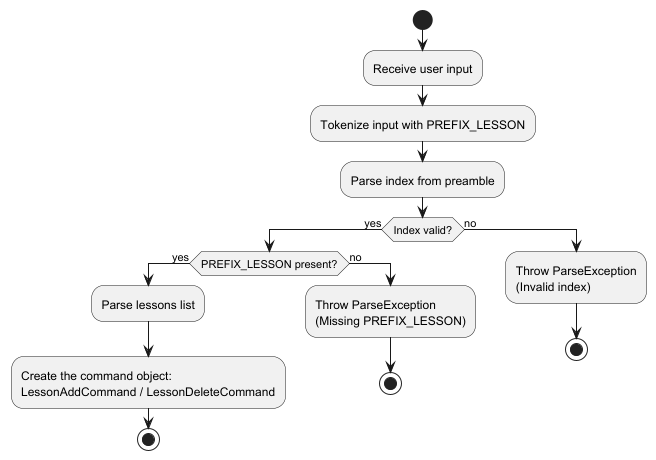 Receive user input
Tokenize input with PREFIX_LESSON
Parse index from preamble
yes
Index valid?
no
yes
PREFIX_LESSON present?
no
Throw ParseException
(Invalid index)
Parse lessons list
Throw ParseException
(Missing PREFIX_LESSON)
Create the command object:
LessonAddCommand / LessonDeleteCommand